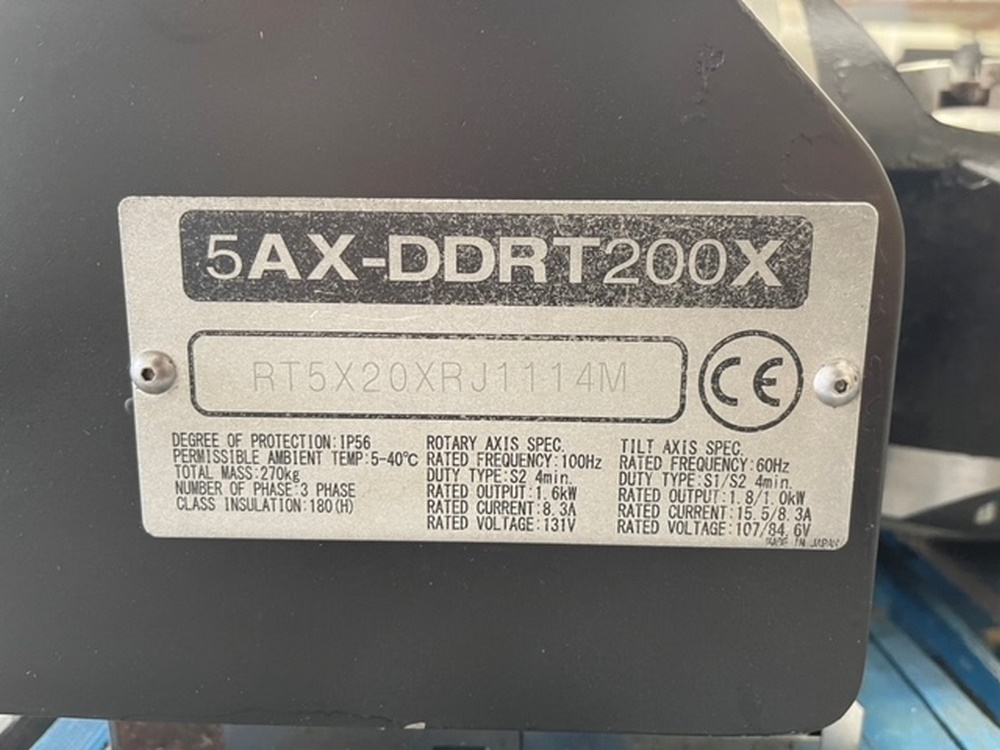 5AX-DDRT200X
RT5X20XRJ1114M
CE
DEGREE OF PROTECTION:IP56
PERMISSIBLE AMBIENT TEMP:5-40℃
TOTAL MASS:270kg
NUMBER OF PHASE:3 PHASE
CLASS INSULATION:180(H)
ROTARY AXIS SPEC.
RATED FREQUENCY:100Hz
DUTY TYPE:S2 4min.
RATED OUTPUT:1.6kW
RATED CURRENT:8.3A
RATED VOLTAGE:131V
TILT AXIS SPEC.
RATED FREQUENCY:60Hz
DUTY TYPE:S1/S2 4min.
RATED OUTPUT:1.8/1.0kW
RATED CURRENT:15.5/8.3A
RATED VOLTAGE:107/84.6V
MADE IN JAPAN